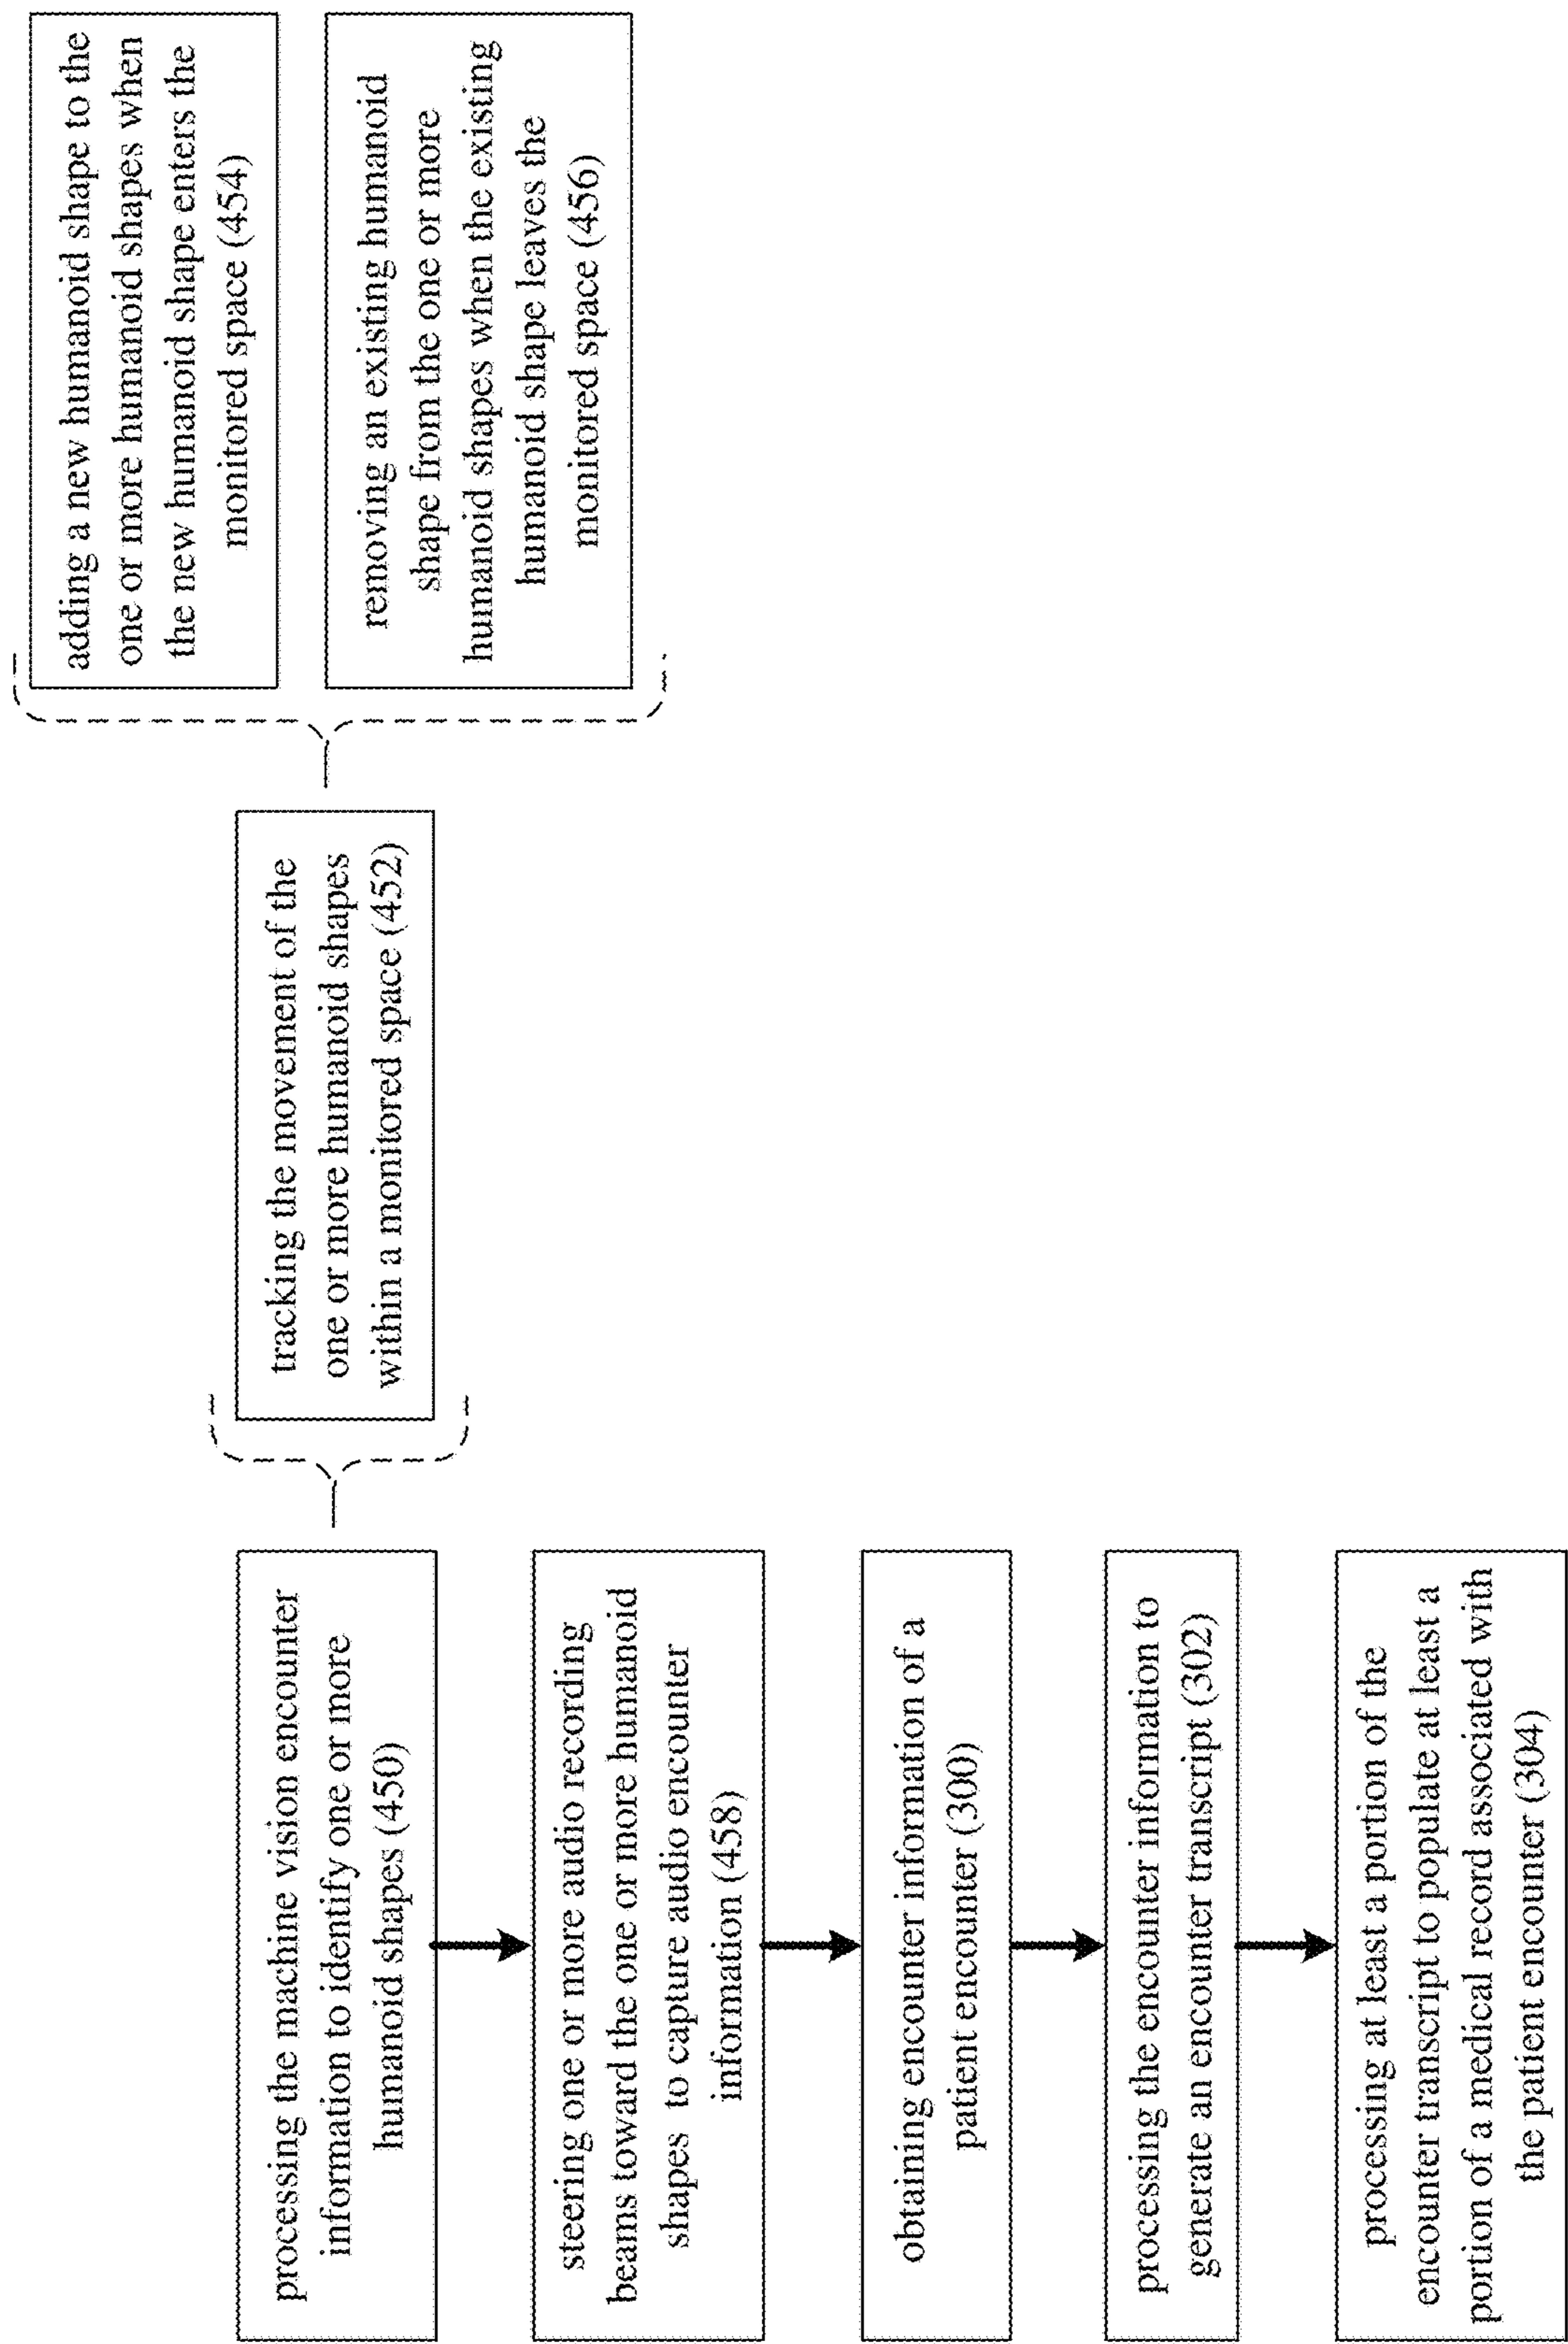 processing the machine vision encounter
information to identify one or more
humanoid shapes (450)
tracking the movement of the
one or more humanoid shapes
within a monitored space (452)
adding a new humanoid shape to the
one or more humanoid shapes when
the new humanoid shape enters the
monitored space (454)
removing an existing humanoid
shape from the one or more
humanoid shapes when the existing
humanoid shape leaves the
monitored space (456)
steering one or more audio recording
beams toward the one or more humanoid
shapes to capture audio encounter
information (458)
obtaining encounter information of a
patient encounter (300)
processing the encounter information to
generate an encounter transcript (302)
processing at least a portion of the
encounter transcript to populate at least a
portion of a medical record associated with
the patient encounter (304)